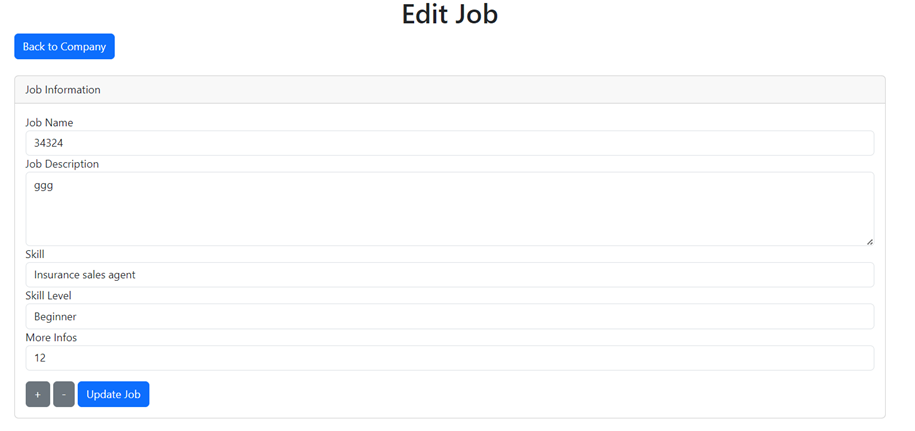 Edit Job
Back to Company
Job Information
Job Name
34324
Job Description
ggg
Skill
Insurance sales agent
Skill Level
Beginner
More Infos
12
+ - Update Job